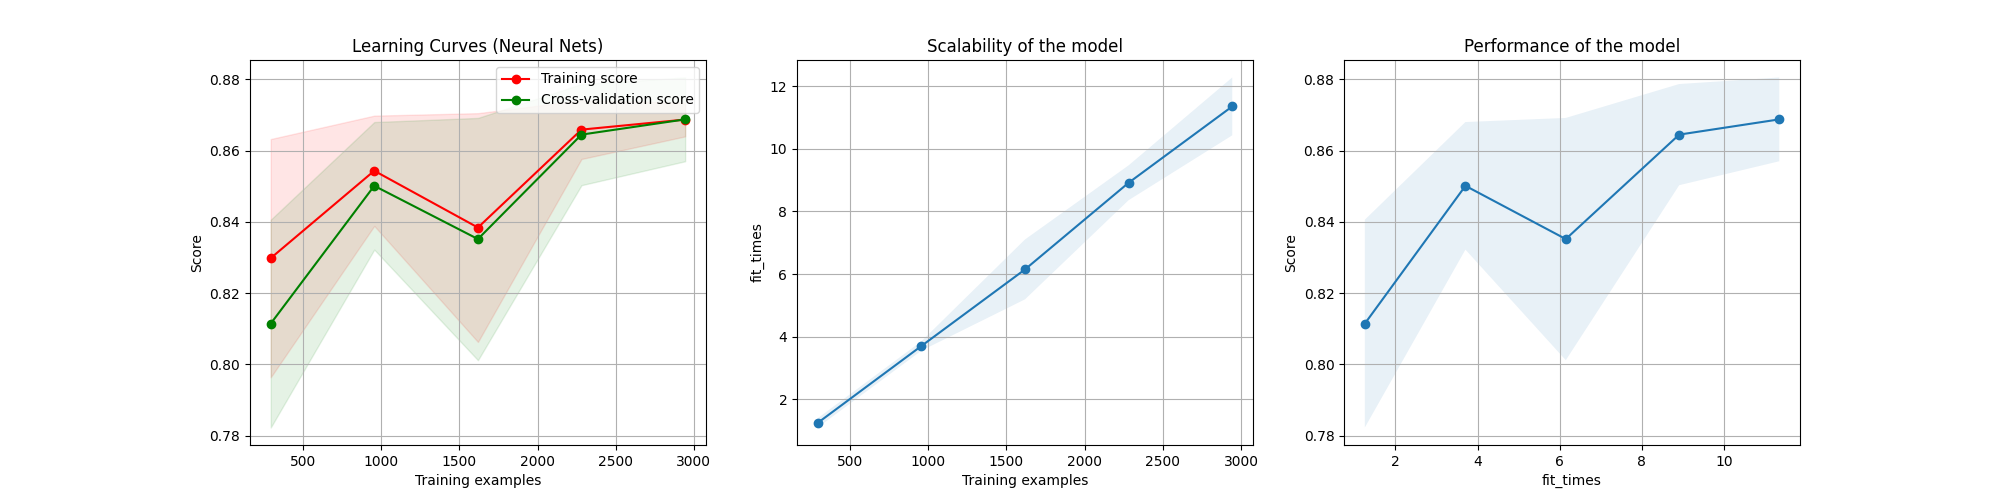 Learning Curves (Neural Nets)
Training score
Cross-validation score
0.88
0.86
0.84
0.82
0.80
0.78
Score
500 1000 1500 2000 2500 3000
Training examples
Scalability of the model
12
10
8
6
4
2
fit_times
500 1000 1500 2000 2500 3000
Training examples
Performance of the model
0.88
0.86
0.84
0.82
0.80
0.78
Score
2 4 6 8 10
fit_times